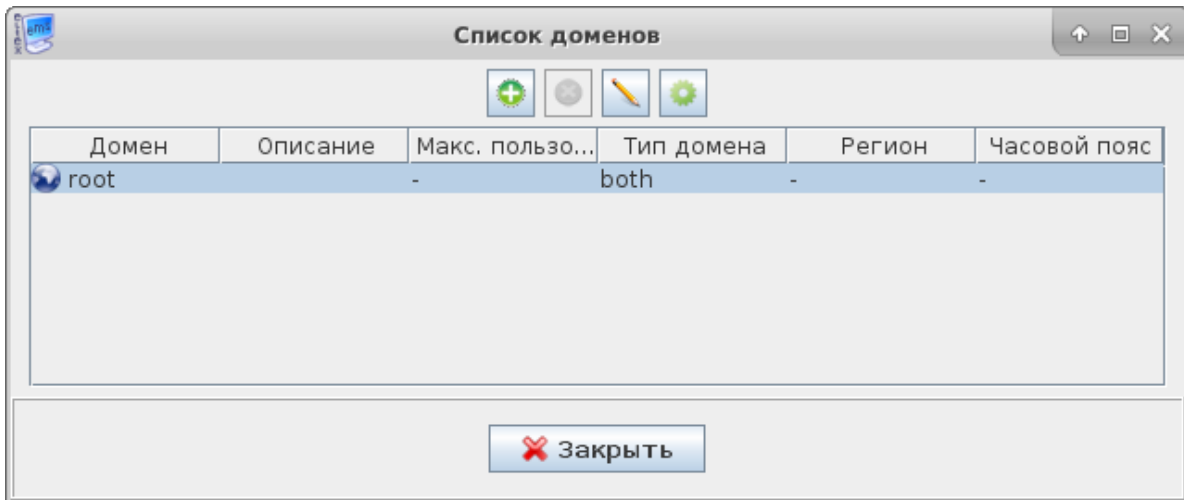 Список доменов
Домен Описание Макс. пользо... Тип домена Регион Часовой пояс
root - both - -
Закрыть